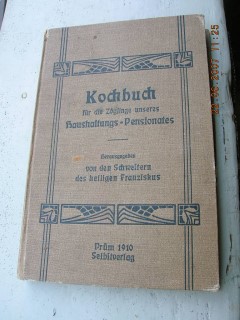 Kochbuch
für die Zöglinge unseres
Haushaltungs-Pensionates
Herausgegeben
von den Schwestern
des heiligen Franziskus
Prüm 1910
Selbstverlag